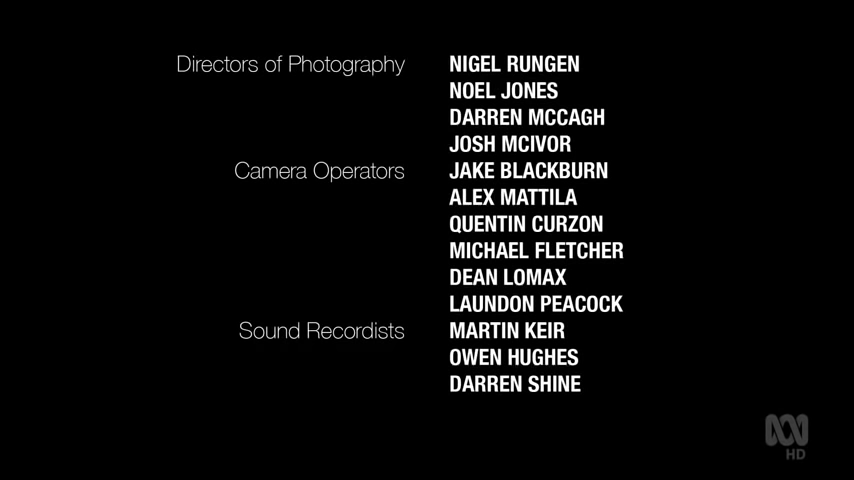 Directors of Photography NIGEL RUNGEN
NOEL JONES
DARREN MCCAGH
JOSH MCIVOR
Camera Operators JAKE BLACKBURN
ALEX MATTILA
QUENTIN CURZON
MICHAEL FLETCHER
DEAN LOMAX
LAUNDON PEACOCK
Sound Recordists MARTIN KEIR
OWEN HUGHES
DARREN SHINE
HD